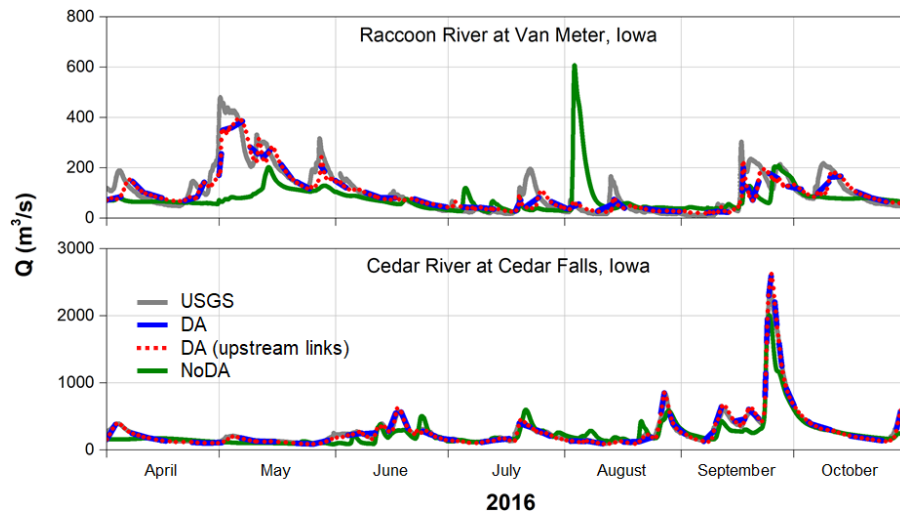 800
Raccoon River at Van Meter, Iowa
600
400
200
0
Q (m³/s)
3000
Cedar River at Cedar Falls, Iowa
USGS
2000
DA
DA (upstream links)
NoDA
1000
0
April May June July August September October
2016